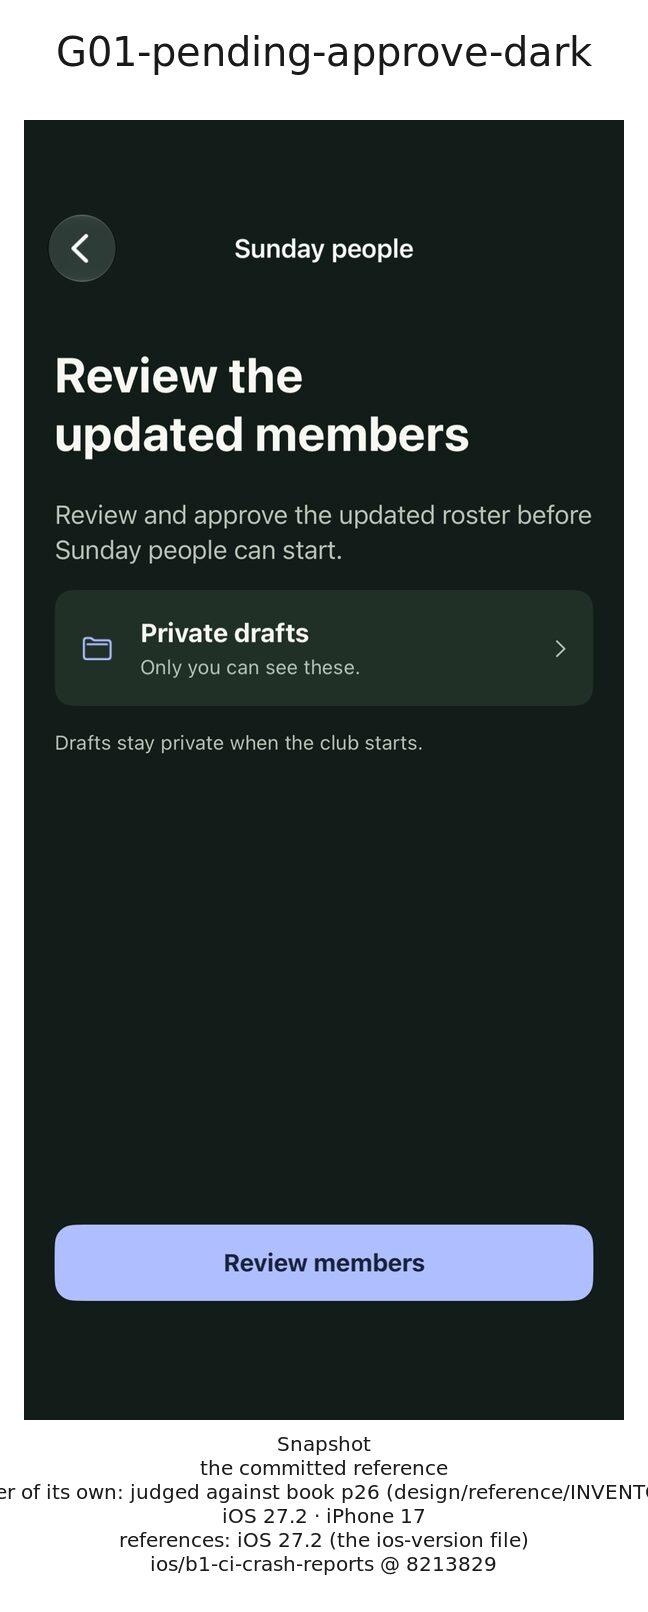 G01-pending-approve-dark
Sunday people
Review the
updated members
Review and approve the updated roster before
Sunday people can start.
Private drafts
Only you can see these.
Drafts stay private when the club starts.
Review members
Snapshot
the committed reference
of its own: judged against book p26 (design/reference/
iOS 27.2 · iPhone 17
references: iOS 27.2 (the ios-version file)
ios/b1-ci-crash-reports @ 8213829